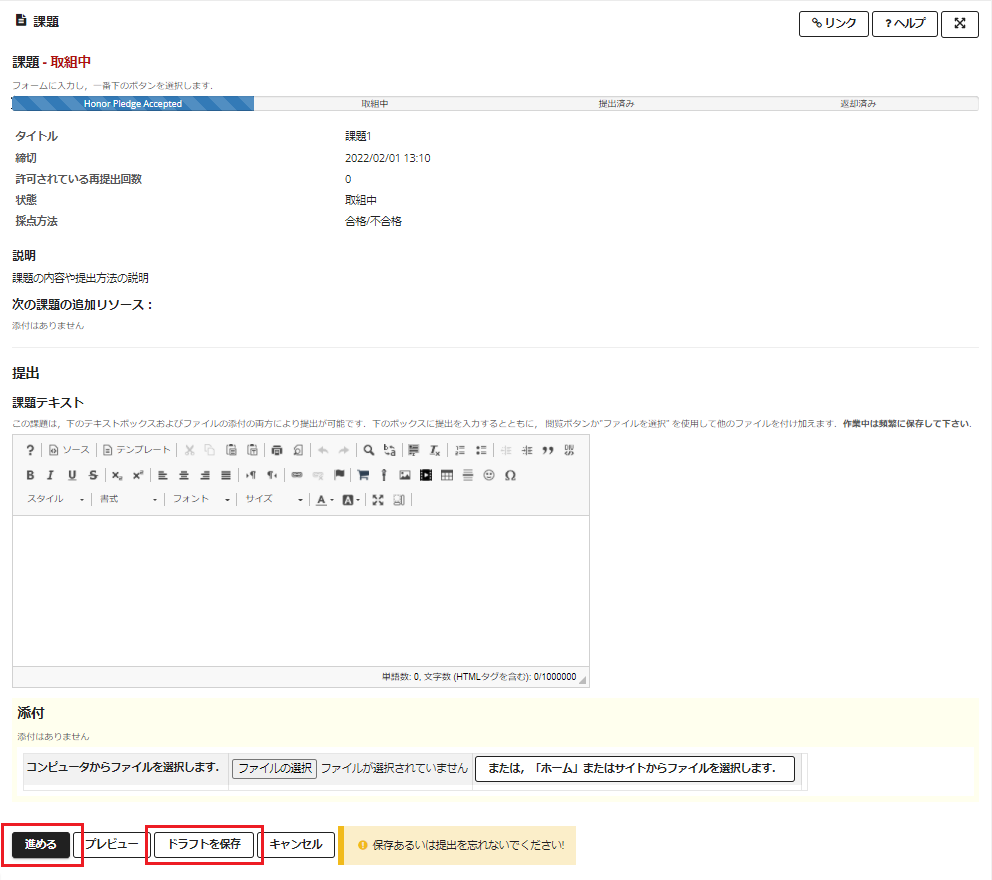 課題
リンク
? ヘルプ
課題 - 取組中
フォームに入力し、一番下のボタンを選択します.
Honor Pledge Accepted 取組中 提出済み 返却済み
タイトル 課題1
締切 2022/02/01 13:10
許可されている再提出回数 0
状態 取組中
採点方法 合格/不合格
説明
課題の内容や提出方法の説明
次の課題の追加リソース：
添付はありません
提出
課題テキスト
この課題は，下のテキストボックスおよびファイルの添付の両方により提出が可能です．下のボックスに提出を入力するとともに， 閲覧ボタンか"ファイルを選択" を使用して他のファイルを付け加えます．作業中は頻繁に保存して下さい．
? ソース テンプレート
B I U S x₂ x² Ω
スタイル 書式 フォント サイズ A A
単語数: 0, 文字数 (HTMLタグを含む): 0/1000000
添付
添付はありません
コンピュータからファイルを選択します． ファイルの選択 ファイルが選択されていません または，「ホーム」またはサイトからファイルを選択します．
進める プレビュー ドラフトを保存 キャンセル 保存あるいは提出を忘れないでください!